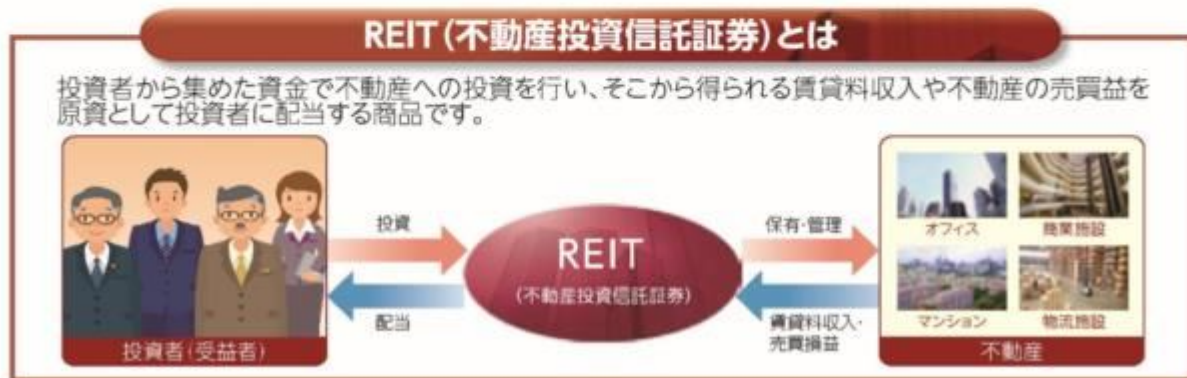 REIT(不動産投資信託証券)とは
投資者から集めた資金で不動産への投資を行い、そこから得られる賃貸料収入や不動産の売買益を
原資として投資者に配当する商品です。
投資
配当
投資者(受益者)
REIT
(不動産投資信託証券)
保有・管理
賃貸料収入・
売買損益
オフィス
商業施設
マンション
物流施設
不動産